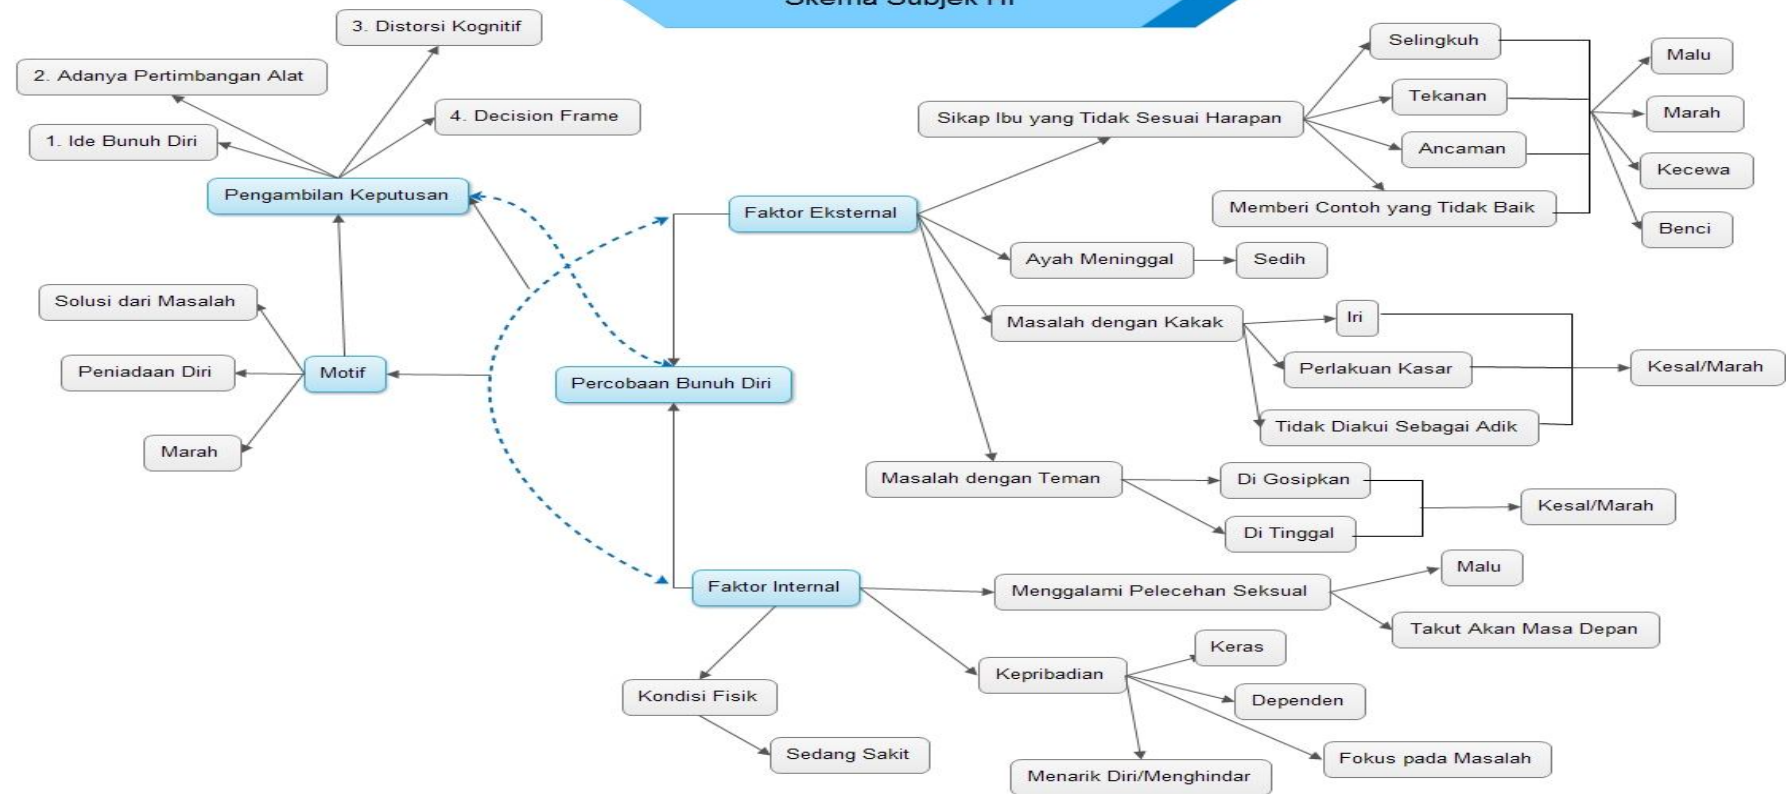 Skema Subjek HI
3. Distorsi Kognitif
2. Adanya Pertimbangan Alat
4. Decision Frame
1. Ide Bunuh Diri
Pengambilan Keputusan
Solusi dari Masalah
Peniadaan Diri
Motif
Marah
Percobaan Bunuh Diri
Faktor Eksternal
Sikap Ibu yang Tidak Sesuai Harapan
Selingkuh
Tekanan
Ancaman
Memberi Contoh yang Tidak Baik
Malu
Marah
Kecewa
Benci
Ayah Meninggal
Sedih
Masalah dengan Kakak
Iri
Perlakuan Kasar
Tidak Diakui Sebagai Adik
Kesal/Marah
Masalah dengan Teman
Di Gosipkan
Di Tinggal
Kesal/Marah
Faktor Internal
Menggalami Pelecehan Seksual
Malu
Takut Akan Masa Depan
Kepribadian
Keras
Dependen
Fokus pada Masalah
Menarik Diri/Menghindar
Kondisi Fisik
Sedang Sakit